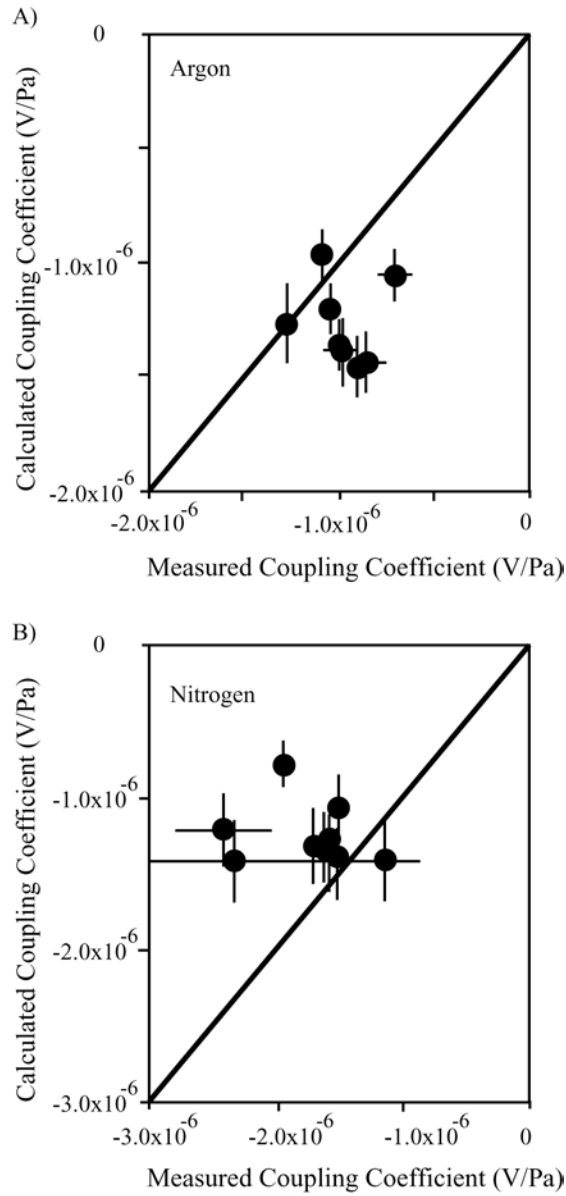 A)
0
Argon
Calculated Coupling Coefficient (V/Pa)
-1.0x10⁻⁶
-2.0x10⁻⁶
-2.0x10⁻⁶ -1.0x10⁻⁶ 0
Measured Coupling Coefficient (V/Pa)
B)
0
Nitrogen
Calculated Coupling Coefficient (V/Pa)
-1.0x10⁻⁶
-2.0x10⁻⁶
-3.0x10⁻⁶
-3.0x10⁻⁶ -2.0x10⁻⁶ -1.0x10⁻⁶ 0
Measured Coupling Coefficient (V/Pa)